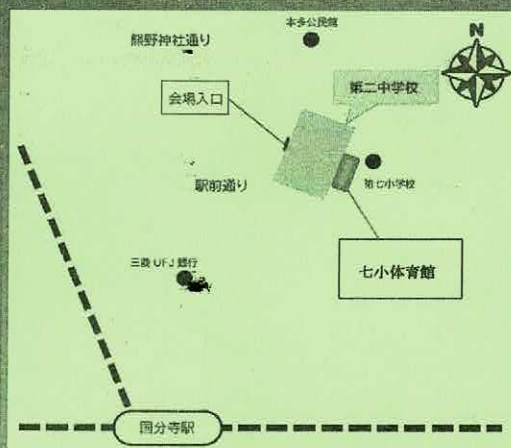 熊野神社通り
本多公民館
N
会場入口
第二中学校
駅前通り
第七小学校
三菱UFJ銀行
七小体育館
国分寺駅